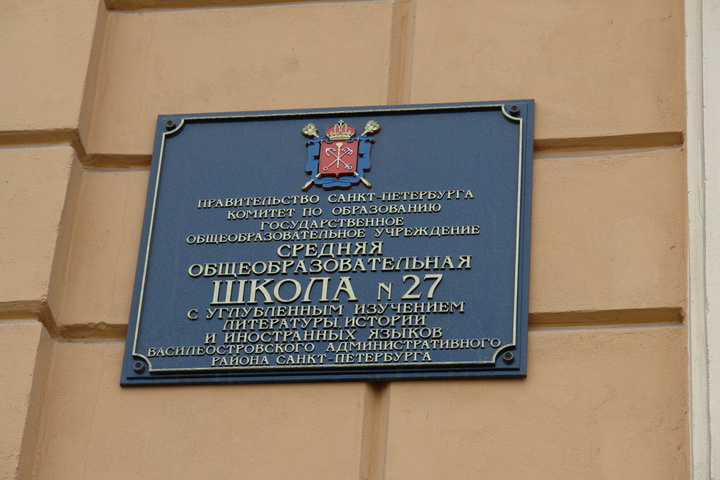 ПРАВИТЕЛЬСТВО САНКТ-ПЕТЕРБУРГА
КОМИТЕТ ПО ОБРАЗОВАНИЮ
ГОСУДАРСТВЕННОЕ
ОБЩЕОБРАЗОВАТЕЛЬНОЕ УЧРЕЖДЕНИЕ
СРЕДНЯЯ
ОБЩЕОБРАЗОВАТЕЛЬНАЯ
ШКОЛА N 27
С УГЛУБЛЕННЫМ ИЗУЧЕНИЕМ
ЛИТЕРАТУРЫ, ИСТОРИИ
И ИНОСТРАННЫХ ЯЗЫКОВ
ВАСИЛЕОСТРОВСКОГО АДМИНИСТРАТИВНОГО
РАЙОНА САНКТ-ПЕТЕРБУРГА